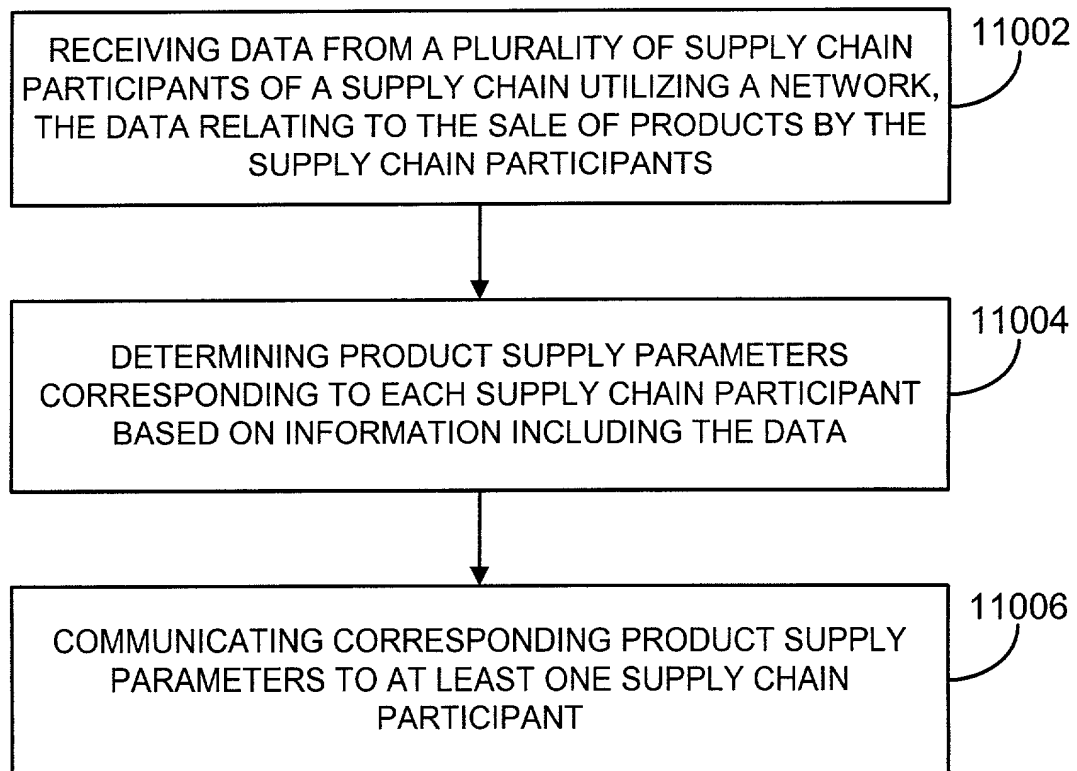 RECEIVING DATA FROM A PLURALITY OF SUPPLY CHAIN
PARTICIPANTS OF A SUPPLY CHAIN UTILIZING A NETWORK,
THE DATA RELATING TO THE SALE OF PRODUCTS BY THE
SUPPLY CHAIN PARTICIPANTS
11002
DETERMINING PRODUCT SUPPLY PARAMETERS
CORRESPONDING TO EACH SUPPLY CHAIN PARTICIPANT
BASED ON INFORMATION INCLUDING THE DATA
11004
COMMUNICATING CORRESPONDING PRODUCT SUPPLY
PARAMETERS TO AT LEAST ONE SUPPLY CHAIN
PARTICIPANT
11006